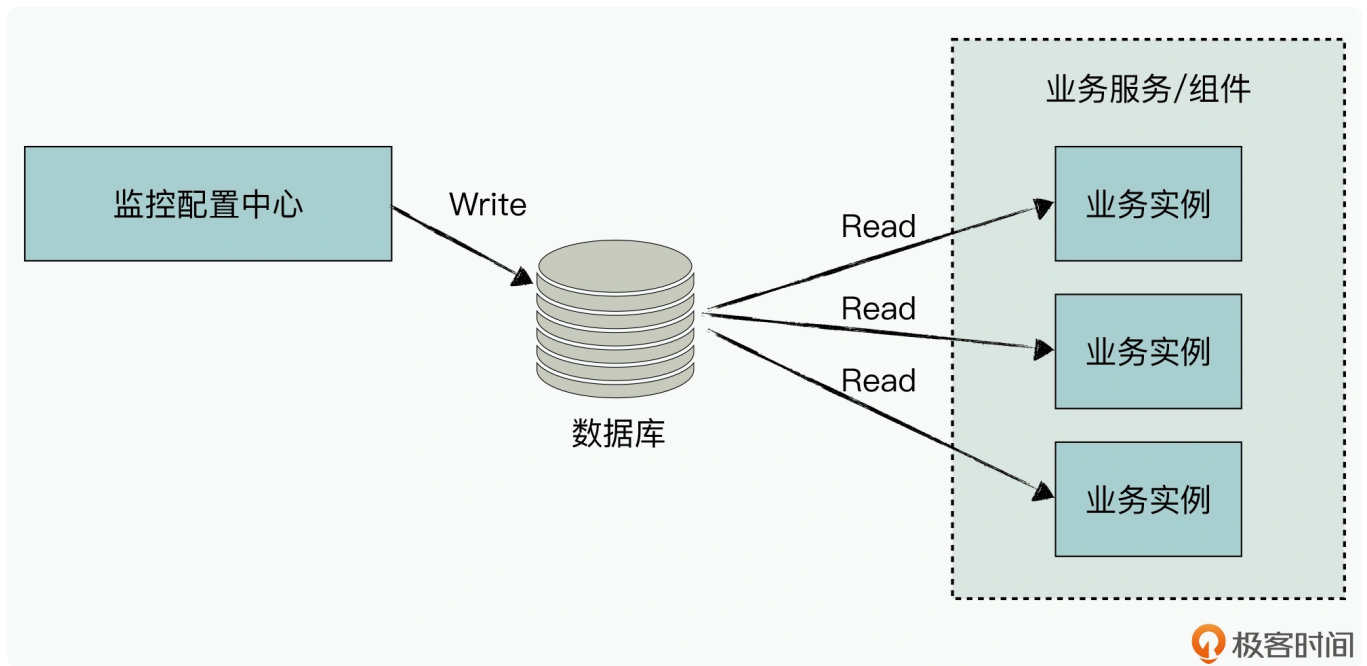 业务服务/组件
监控配置中心
Write
数据库
Read
业务实例
Read
业务实例
Read
业务实例
极客时间